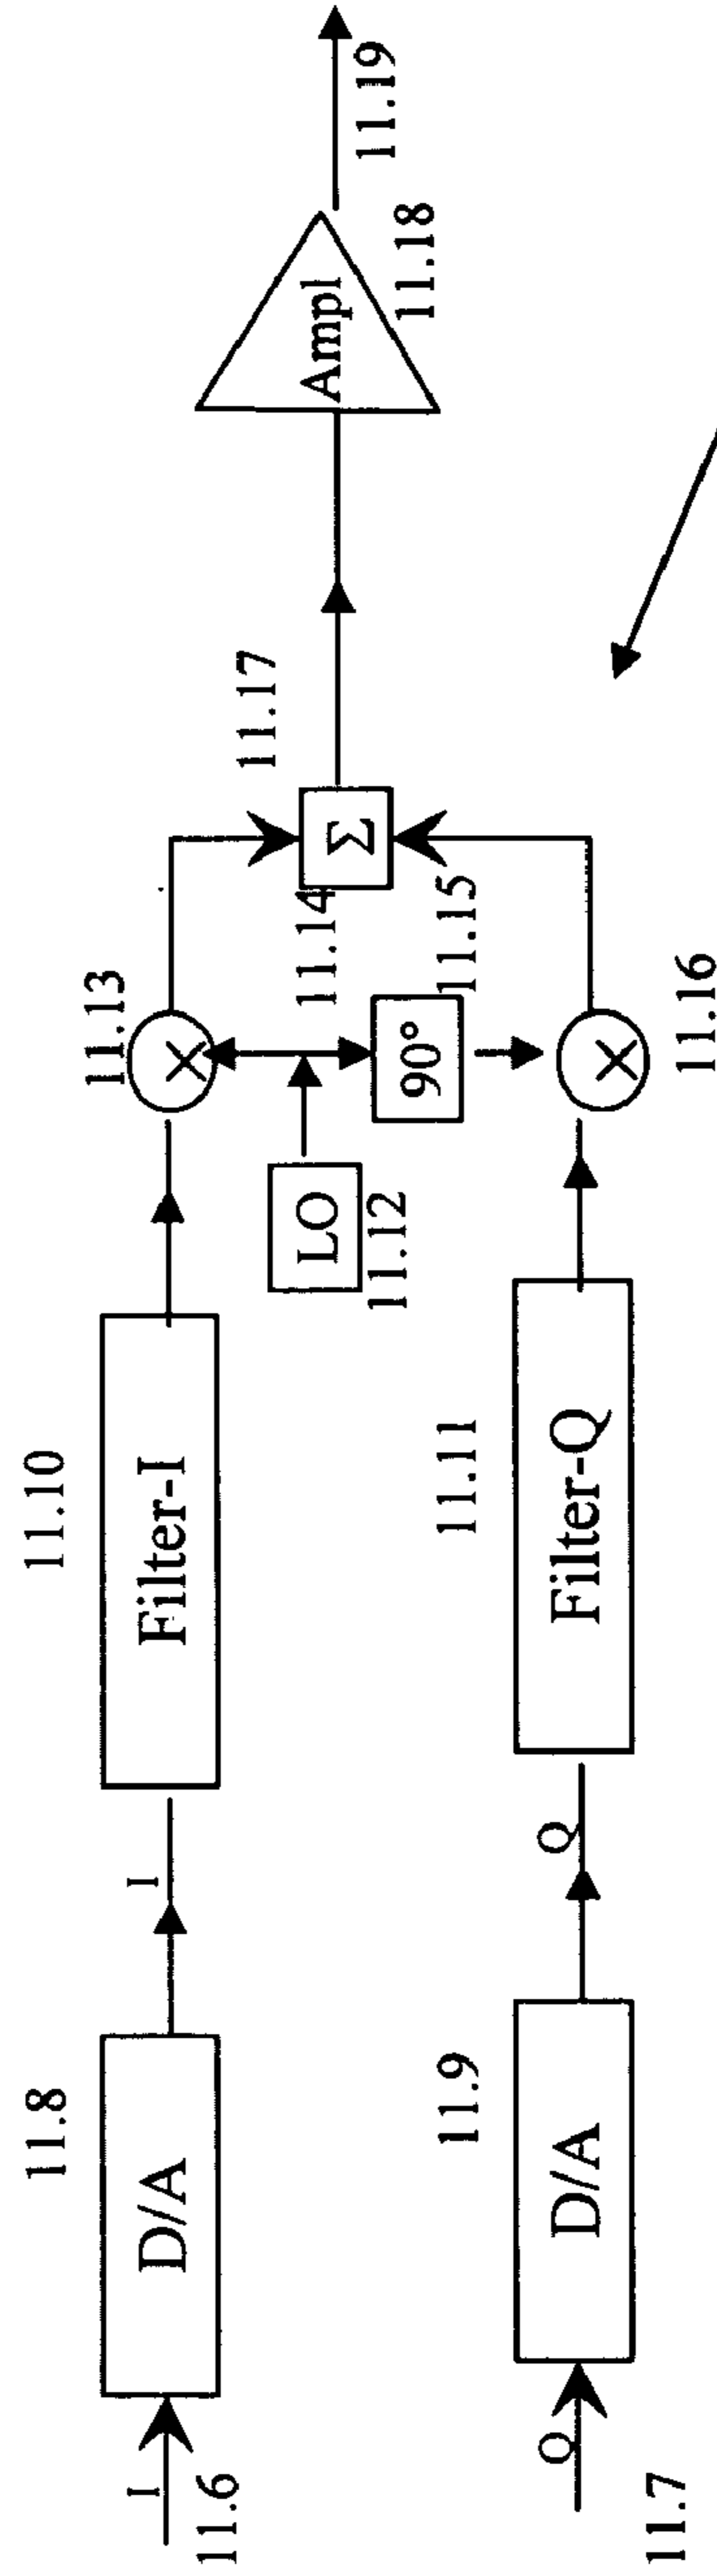 11.8
11.10
11.13
I
D/A
I
Filter-I
X
11.6
11.17
LO
11.14
Σ
Ampl
11.19
11.12
90°
11.15
11.18
11.9
11.11
Q
D/A
Q
Filter-Q
X
11.7
11.16